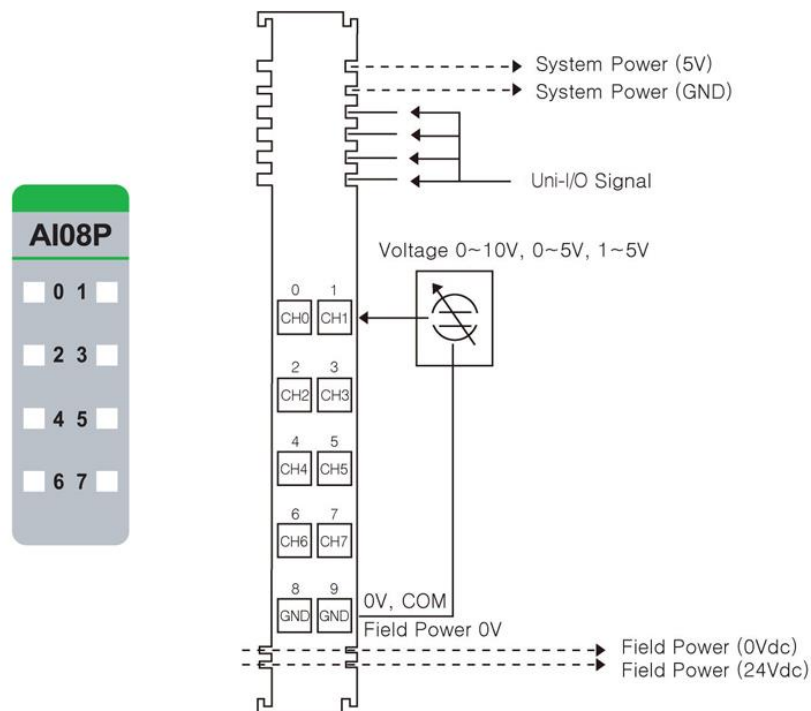 AI08P
0 1
2 3
4 5
6 7
System Power (5V)
System Power (GND)
Uni-I/O Signal
Voltage 0~10V, 0~5V, 1~5V
0 1
CH0 CH1
2 3
CH2 CH3
4 5
CH4 CH5
6 7
CH6 CH7
8 9
GND GND
0V, COM
Field Power 0V
Field Power (0Vdc)
Field Power (24Vdc)